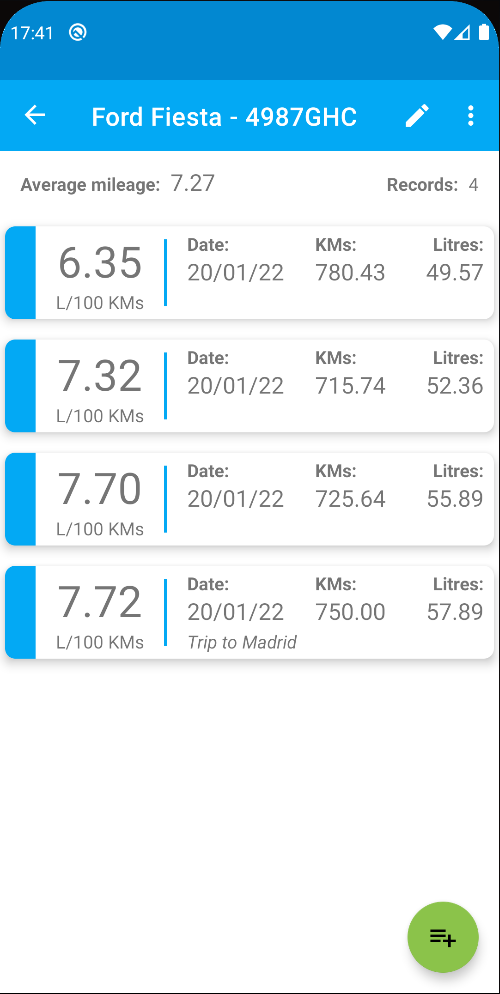 17:41
Ford Fiesta - 4987GHC
Average mileage: 7.27 Records: 4
6.35
L/100 KMs
Date: KMs: Litres:
20/01/22 780.43 49.57
7.32
L/100 KMs
Date: KMs: Litres:
20/01/22 715.74 52.36
7.70
L/100 KMs
Date: KMs: Litres:
20/01/22 725.64 55.89
7.72
L/100 KMs
Date: KMs: Litres:
20/01/22 750.00 57.89
Trip to Madrid